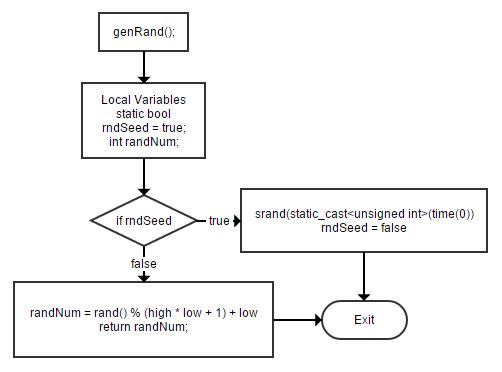 genRand();
Local Variables
static bool
rndSeed = true;
int randNum;
if rndSeed
true
srand(static_cast<unsigned int>(time(0))
rndSeed = false
false
randNum = rand() % (high * low + 1) + low
return randNum;
Exit